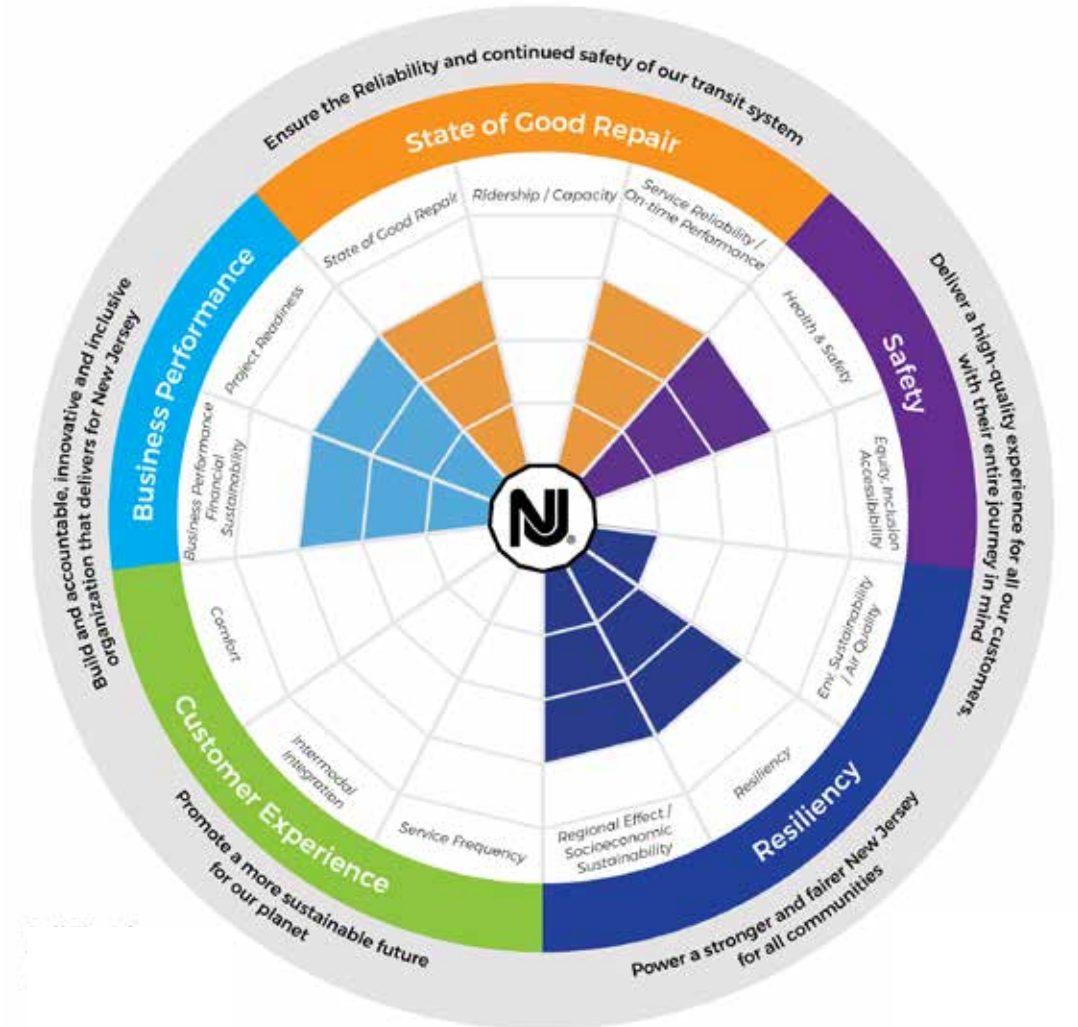 Ensure the Reliability and continued safety of our transit system
State of Good Repair
State of Good Repair
Ridership / Capacity
Service Reliability /
On-time Performance
Deliver a high-quality experience for all our customers,
with their entire journey in mind
Safety
Health & Safety
Equity, Inclusion
Accessibibility
Resiliency
Env. Sustainability
/ Air Quality
Resiliency
Regional Effect /
Socioeconomic
Sustainability
Power a stronger and fairer New Jersey
for all communities
Customer Experience
Service Frequency
Intermodal
Integration
Comfort
Promote a more sustainable future
for our planet
Business Performance
Business Performance
Financial
Sustainability
Project Readiness
Build and accountable, innovative and inclusive
organization that delivers for New Jersey
NJ®